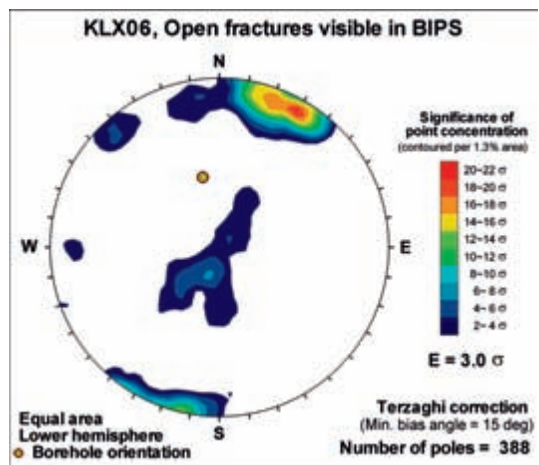 KLX06, Open fractures visible in BIPS
N
Significance of
point concentration
(contoured per 1.3% area)
20-22 σ
18-20 σ
16-18 σ
14-16 σ
12-14 σ
10-12 σ
8-10 σ
6-8 σ
4-6 σ
2-4 σ
W
E
E = 3.0 σ
S
Equal area
Lower hemisphere
Borehole orientation
Terzaghi correction
(Min. bias angle = 15 deg)
Number of poles = 388